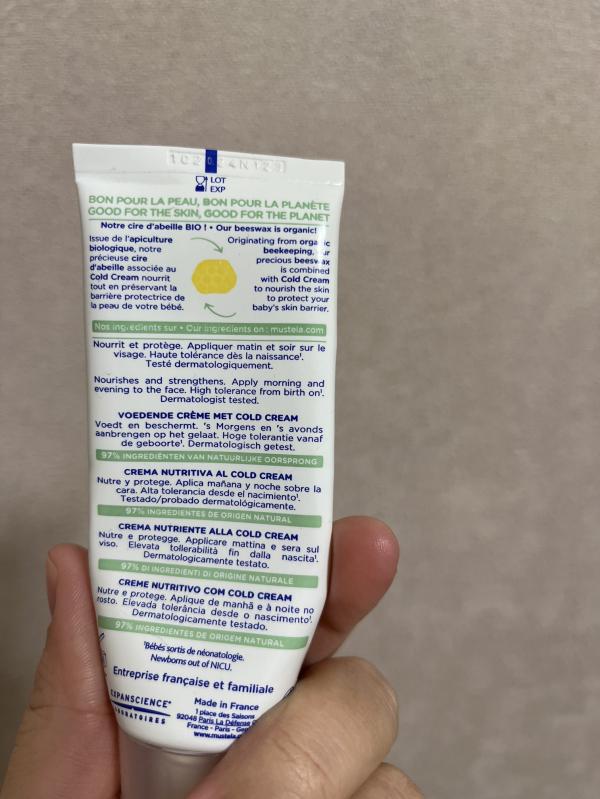 LOT
EXP
BON POUR LA PEAU, BON POUR LA PLANÈTE
GOOD FOR THE SKIN, GOOD FOR THE PLANET
Notre cire d'abeille BIO ! • Our beeswax is organic!
Issue de l'apiculture
biologique, notre
précieuse cire
d'abeille associée au
Cold Cream nourrit
tout en préservant la
barrière protectrice de
la peau de votre bébé.
Originating from organic
beekeeping, our
precious beeswax
is combined
with Cold Cream
to nourish the skin
to protect your
baby's skin barrier.
Nos ingrédients sur • Our ingredients on : mustela.com
Nourrit et protège. Appliquer matin et soir sur le
visage. Haute tolérance dès la naissance¹.
Testé dermatologiquement.
Nourishes and strengthens. Apply morning and
evening to the face. High tolerance from birth on¹.
Dermatologist tested.
VOEDENDE CRÈME MET COLD CREAM
Voedt en beschermt. 's Morgens en 's avonds
aanbrengen op het gelaat. Hoge tolerantie vanaf
de geboorte¹. Dermatologisch getest.
97% INGREDIËNTEN VAN NATUURLIJKE OORSPRONG
CREMA NUTRITIVA AL COLD CREAM
Nutre y protege. Aplica mañana y noche sobre la
cara. Alta tolerancia desde el nacimiento¹.
Testado/probado dermatológicamente.
97% INGREDIENTES DE ORIGEN NATURAL
CREMA NUTRIENTE ALLA COLD CREAM
Nutre e protegge. Applicare mattina e sera sul
viso. Elevata tollerabilità fin dalla nascita¹.
Dermatologicamente testato.
97% DI INGREDIENTI DI ORIGINE NATURALE
CREME NUTRITIVO COM COLD CREAM
Nutre e protege. Aplique de manhã e à noite no
rosto. Elevada tolerância desde o nascimento¹.
Dermatologicamente testado.
97% INGREDIENTES DE ORIGEM NATURAL
¹Bébés sortis de néonatologie.
Newborns out of NICU.
Entreprise française et familiale
EXPANSCIENCE®
LABORATOIRES
Made in France
1 place des Saisons
92048 Paris La Défense
France - Paris -
www.mustela